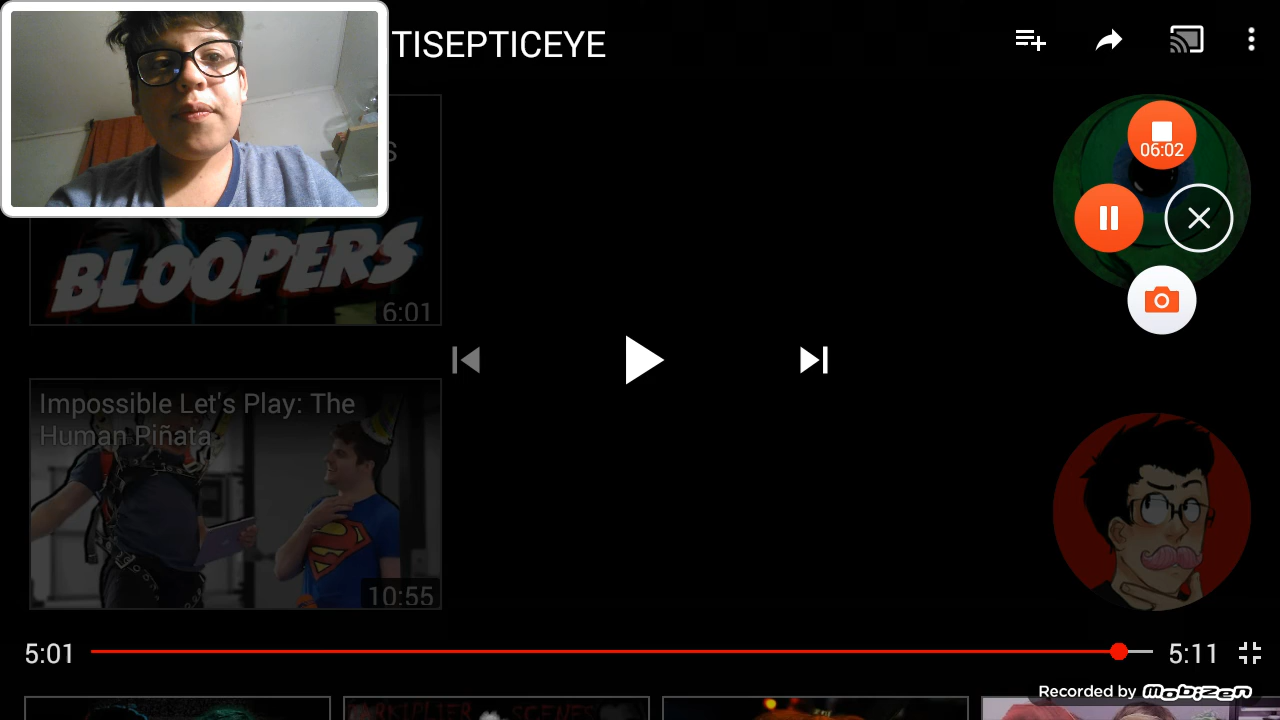 TISEPTICEYE
06:02
S
BLOOPERS
6:01
Impossible Let's Play: The
Human Piñata
10:55
5:01
5:11
Recorded by Mobizen